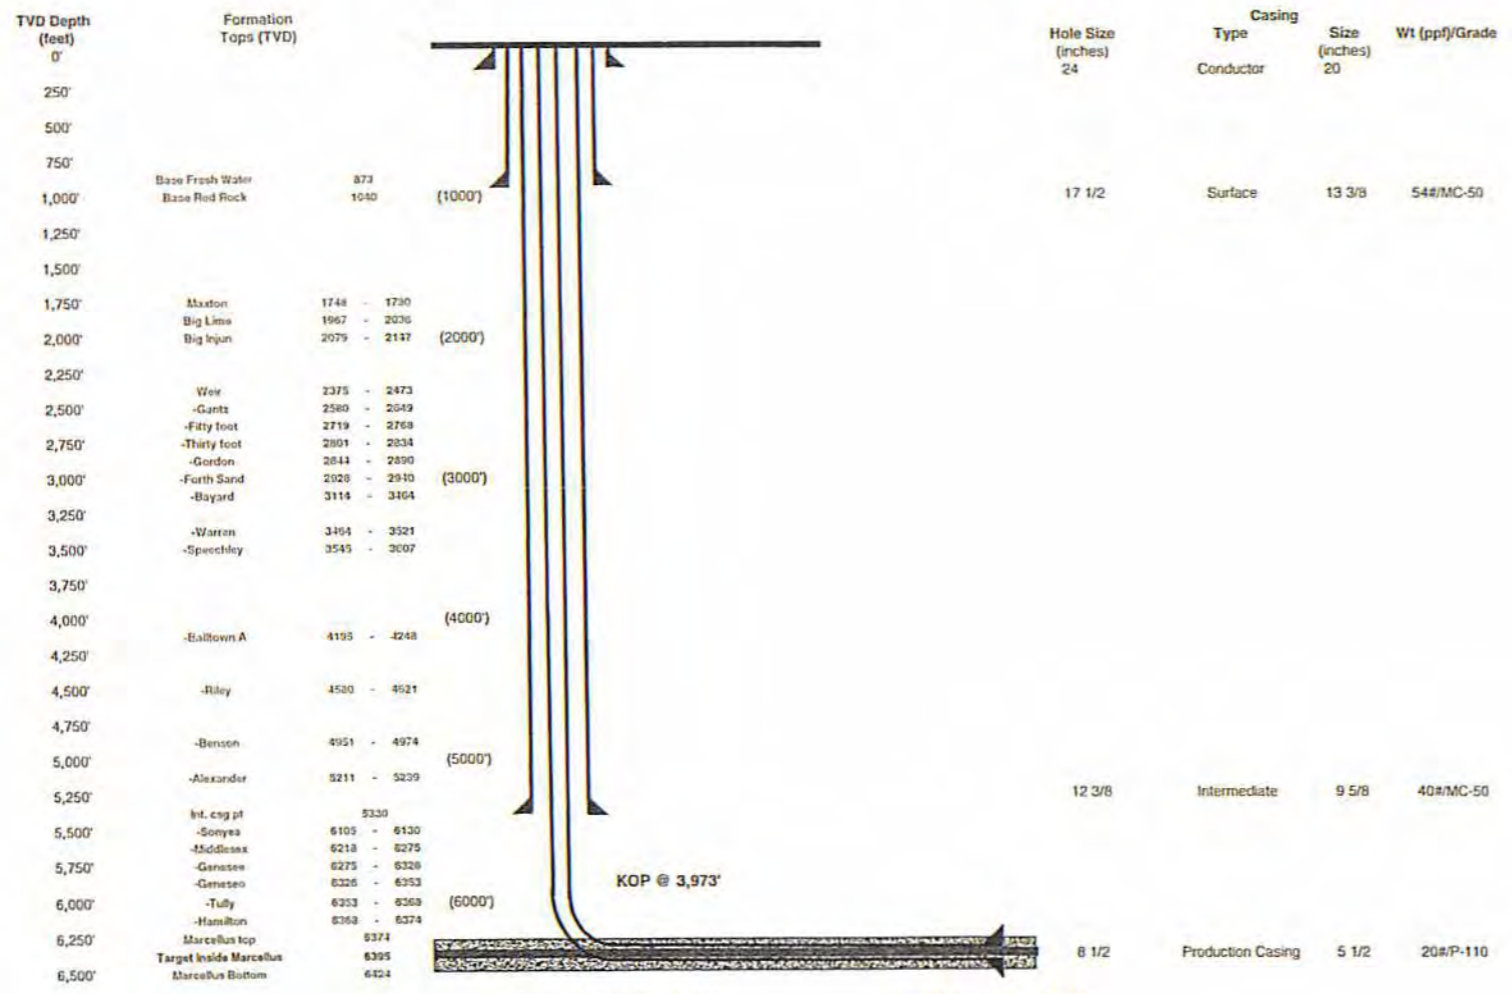 TVD Depth Formation Casing
(feet) Tops (TVD) Hole Size Type Size Wt (ppf)/Grade
0' (inches) (inches)
24 Conductor 20
250'
500'
750'
Base Fresh Water 873
1,000' Base Red Rock 1040 (1000') 17 1/2 Surface 13 3/8 54#/MC-50
1,250'
1,500'
1,750' Maxton 1748 - 1790
Big Lime 1967 - 2036
2,000' Big Injun 2079 - 2147 (2000')
2,250'
Weir 2375 - 2473
2,500' -Gantz 2580 - 2649
-Fifty foot 2719 - 2768
2,750' -Thirty foot 2801 - 2834
-Gordon 2844 - 2890
3,000' -Forth Sand 2928 - 2940 (3000')
-Bayard 3114 - 3164
3,250'
-Warren 3464 - 3521
3,500' -Speechley 3545 - 3607
3,750'
4,000' (4000')
-Balltown A 4195 - 4248
4,250'
4,500' -Riley 4580 - 4621
4,750'
-Benson 4951 - 4974
5,000' (5000')
-Alexander 5211 - 5239
5,250' 12 3/8 Intermediate 9 5/8 40#/MC-50
Int. csg pt 5330
5,500' -Sonyea 6105 - 6130
-Middlesex 6218 - 6275
5,750' -Genesee 6275 - 6326
-Geneseo 6326 - 6353 KOP @ 3,973'
6,000' -Tully 6353 - 6368 (6000')
-Hamilton 6368 - 6374
6,250' Marcellus top 6374
Target Inside Marcellus 6395 8 1/2 Production Casing 5 1/2 20#/P-110
6,500' Marcellus Bottom 6424